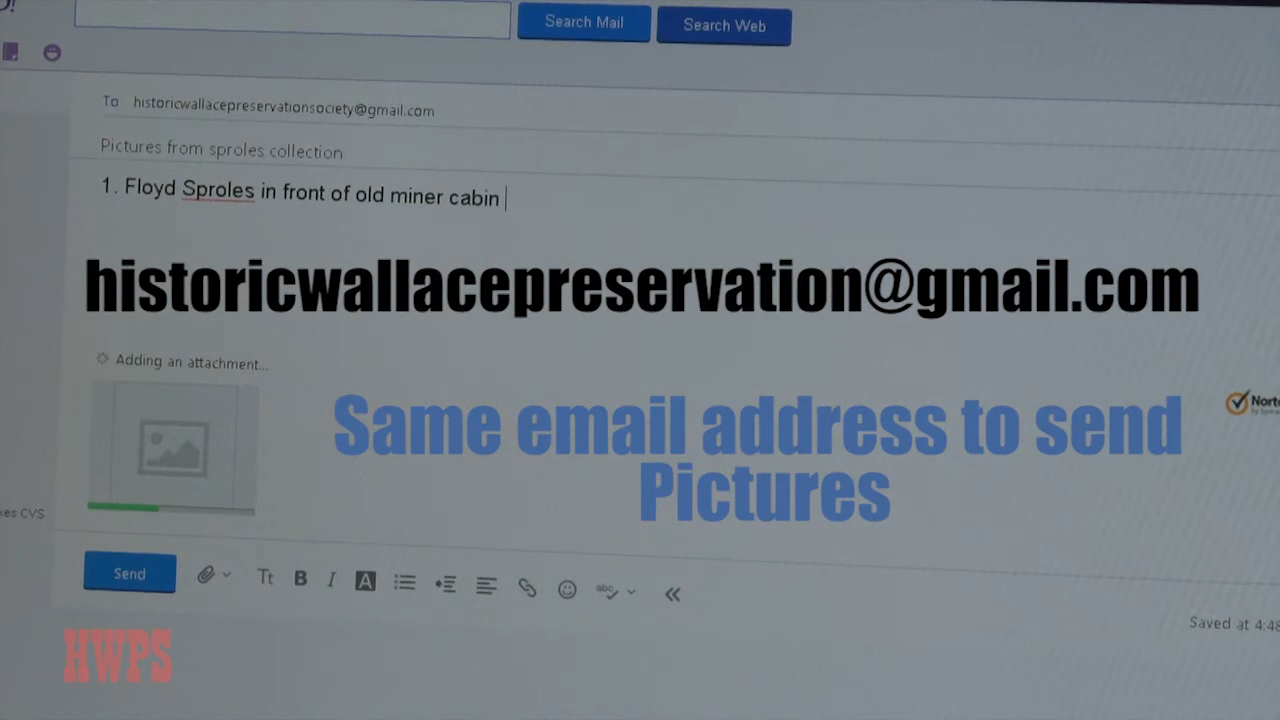 Search Mail
Search Web
To historicwallacepreservationsociety@gmail.com
Pictures from sproles collection
1. Floyd Sproles in front of old miner cabin
historicwallacepreservation@gmail.com
Adding an attachment...
Same email address to send
Pictures
CVS
Send
Tt B I A
abc
Saved at
HWPS